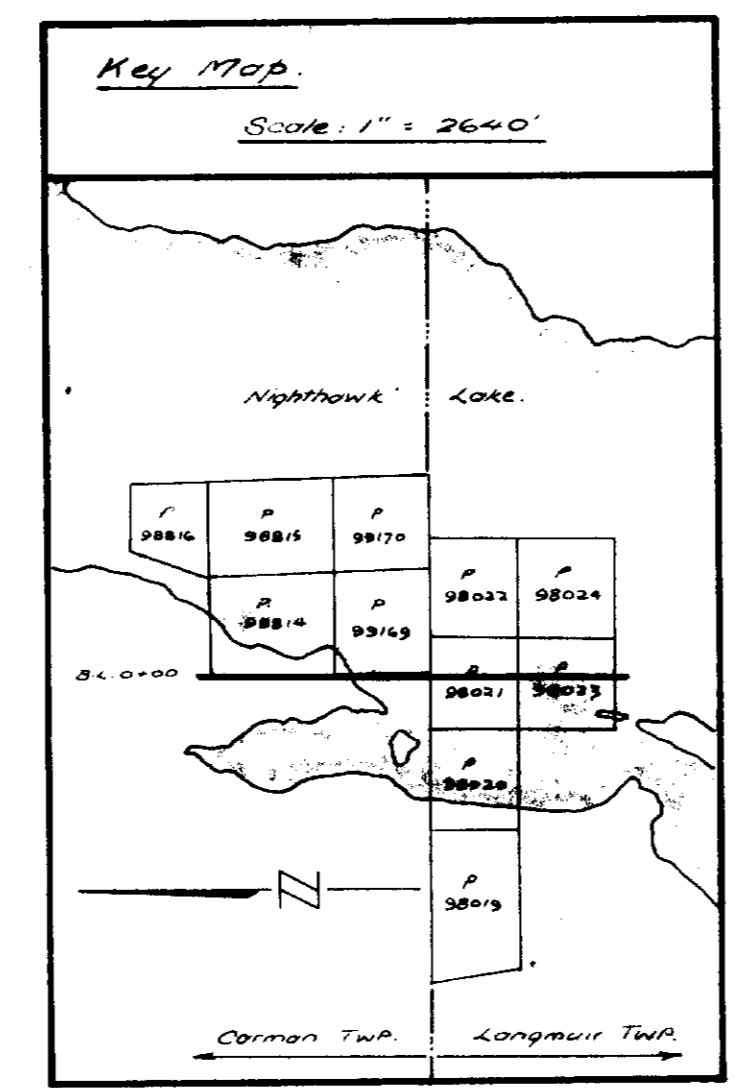 Key Map.
Scale: 1" = 2640'
Nighthawk Lake.
P P P
98816 98815 99170
P P
98022 98024
P P
98814 99169
B.L. 0+00
P P
98021 98023
P
98020
N
P
98019
Carman Twp. Langmuir Twp.